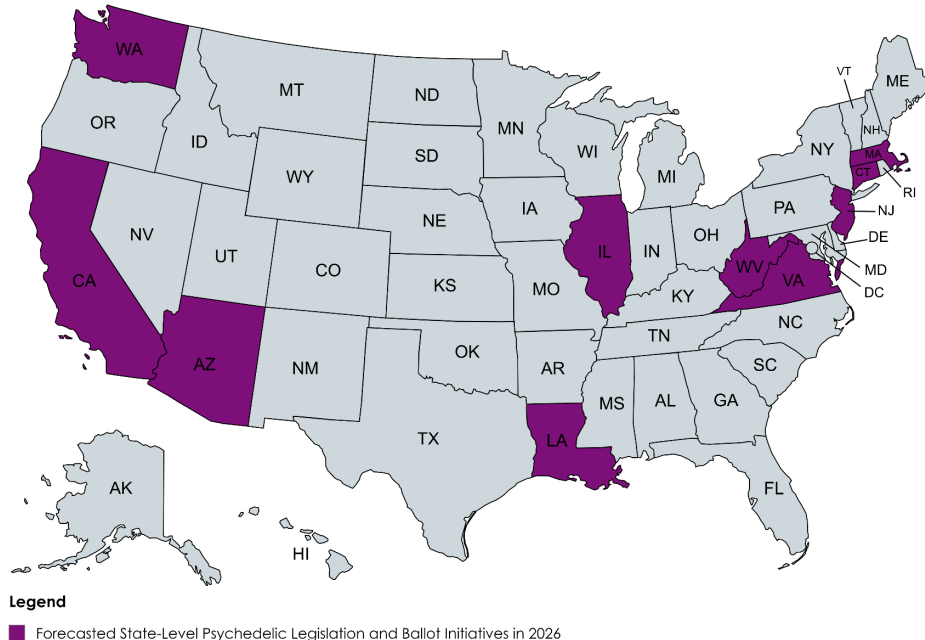 WA
MT
ND
MN
VT
ME
OR
ID
SD
WI
NY
NH
MA
CT
RI
WY
MI
NV
NE
IA
PA
NJ
UT
CO
IL
IN
OH
DE
CA
KS
MO
WV
VA
MD
KY
DC
AZ
NM
OK
AR
TN
NC
SC
TX
LA
MS
AL
GA
AK
FL
HI
Legend
Forecasted State-Level Psychedelic Legislation and Ballot Initiatives in 2026